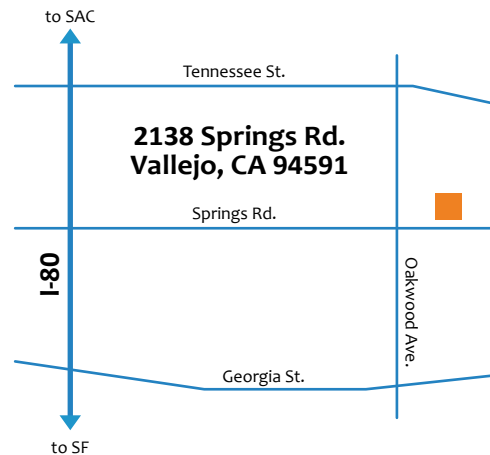 to SAC
Tennessee St.
2138 Springs Rd.
Vallejo, CA 94591
Springs Rd.
I-80
Oakwood Ave.
Georgia St.
to SF